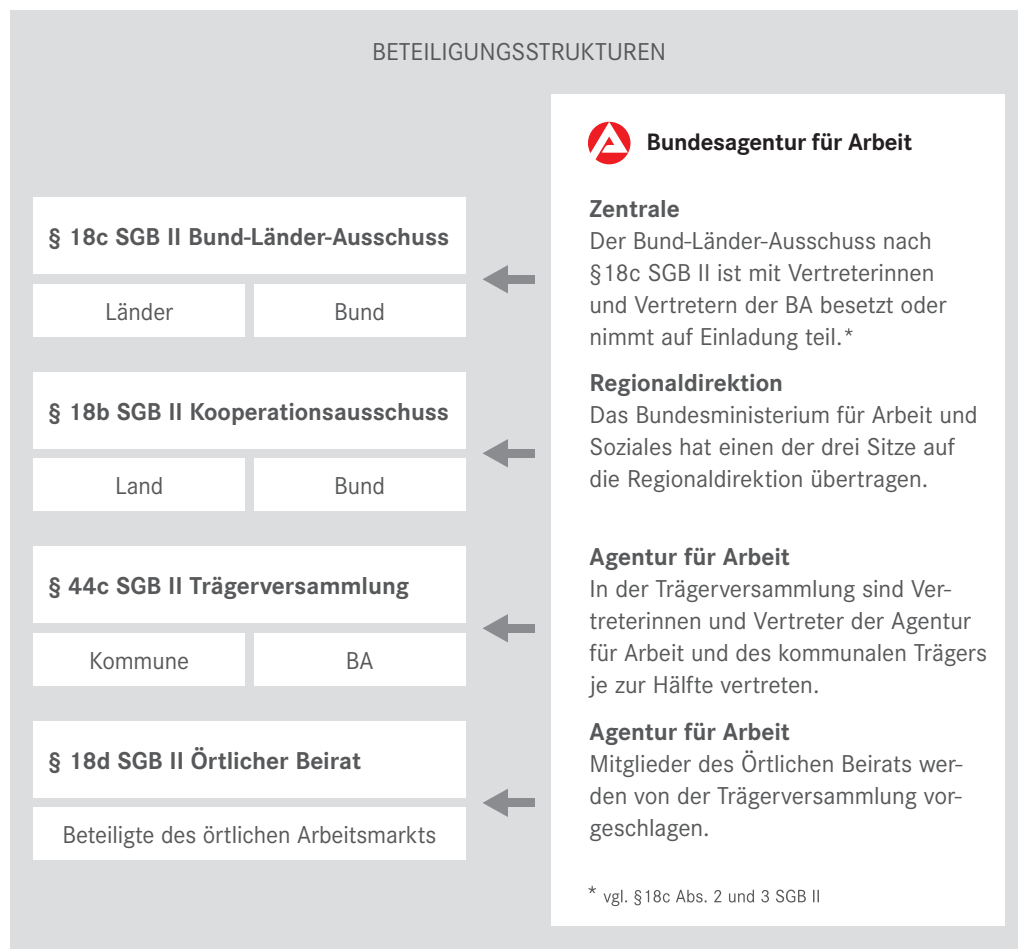 BETEILIGUNGSSTRUKTUREN
Bundesagentur für Arbeit
§ 18c SGB II Bund-Länder-Ausschuss
Länder
Bund
Zentrale
Der Bund-Länder-Ausschuss nach
§18c SGB II ist mit Vertreterinnen
und Vertretern der BA besetzt oder
nimmt auf Einladung teil.*
§ 18b SGB II Kooperationsausschuss
Land
Bund
Regionaldirektion
Das Bundesministerium für Arbeit und
Soziales hat einen der drei Sitze auf
die Regionaldirektion übertragen.
§ 44c SGB II Trägerversammlung
Kommune
BA
Agentur für Arbeit
In der Trägerversammlung sind Ver-
treterinnen und Vertreter der Agentur
für Arbeit und des kommunalen Trägers
je zur Hälfte vertreten.
§ 18d SGB II Örtlicher Beirat
Beteiligte des örtlichen Arbeitsmarkts
Agentur für Arbeit
Mitglieder des Örtlichen Beirats wer-
den von der Trägerversammlung vor-
geschlagen.
* vgl. §18c Abs. 2 und 3 SGB II